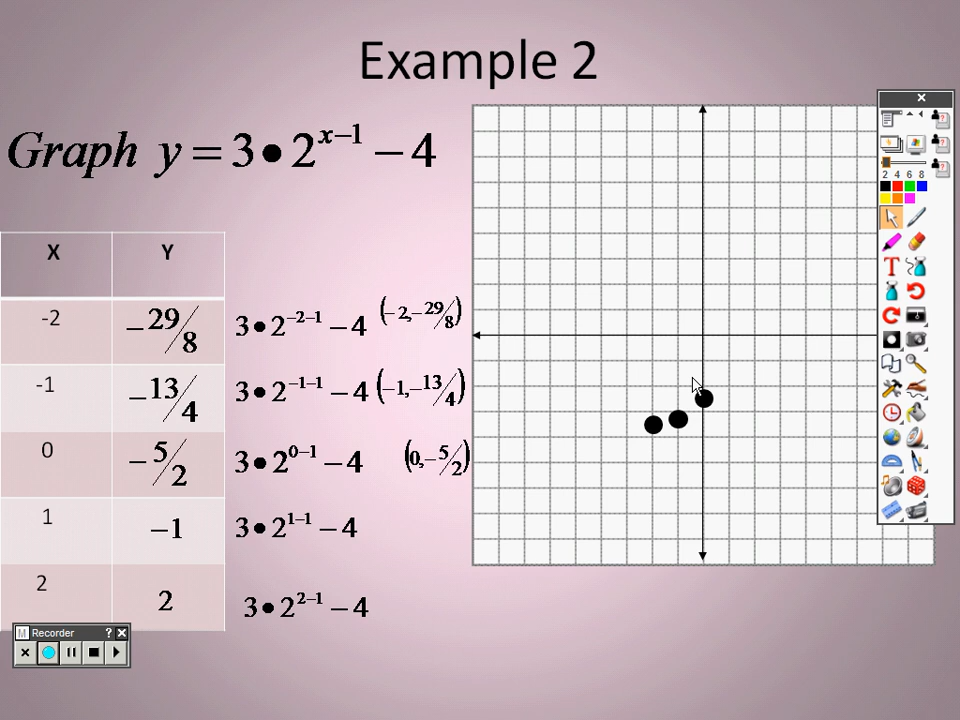 Example 2
Graph y = 3•2^{x−1} − 4
X Y
-2 −29/8 3•2^{−2−1} − 4 (−2,−29/8)
-1 −13/4 3•2^{−1−1} − 4 (−1,−13/4)
0 −5/2 3•2^{0−1} − 4 (0,−5/2)
1 −1 3•2^{1−1} − 4
2 2 3•2^{2−1} − 4
2 4 6 8
T
M Recorder ? ×